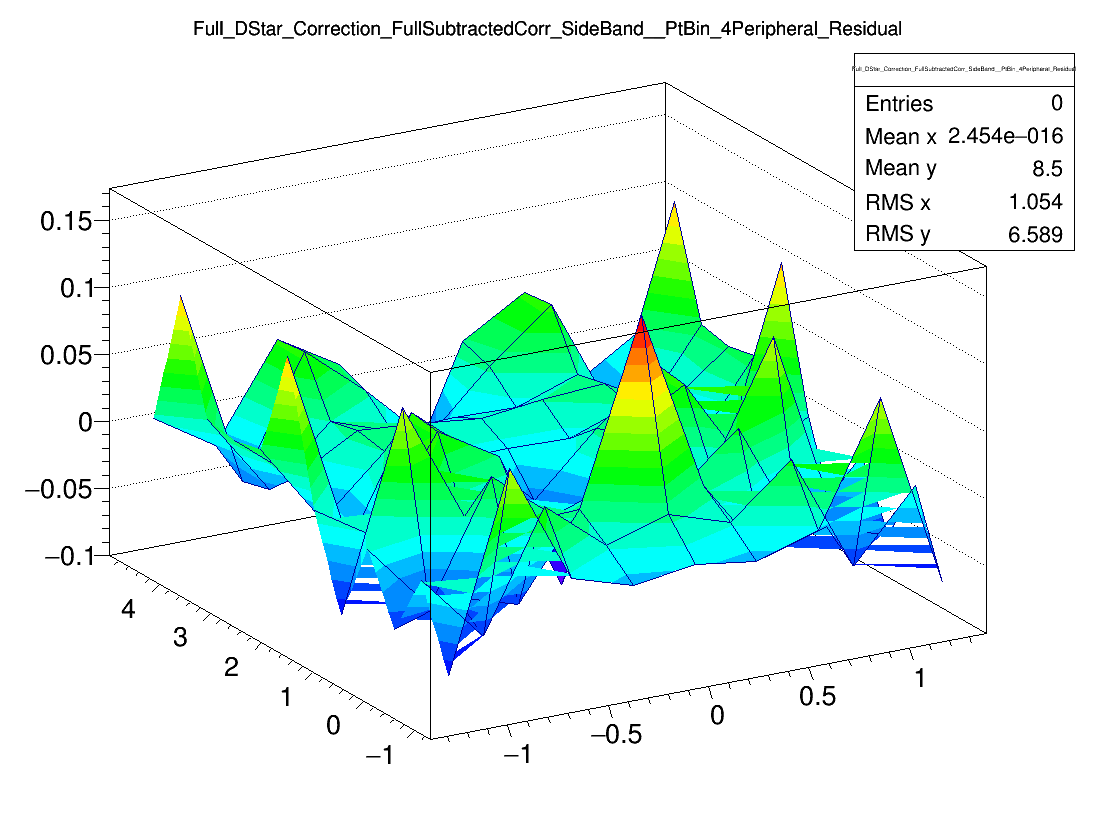 Full_DStar_Correction_FullSubtractedCorr_SideBand__PtBin_4Peripheral_Residual
Full_DStar_Correction_FullSubtractedCorr_SideBand__PtBin_4Peripheral_Residual
Entries 0
Mean x 2.454e−016
Mean y 8.5
RMS x 1.054
RMS y 6.589
0.15
0.1
0.05
0
−0.05
−0.1
4
3
2
1
0
−1
−1
−0.5
0
0.5
1